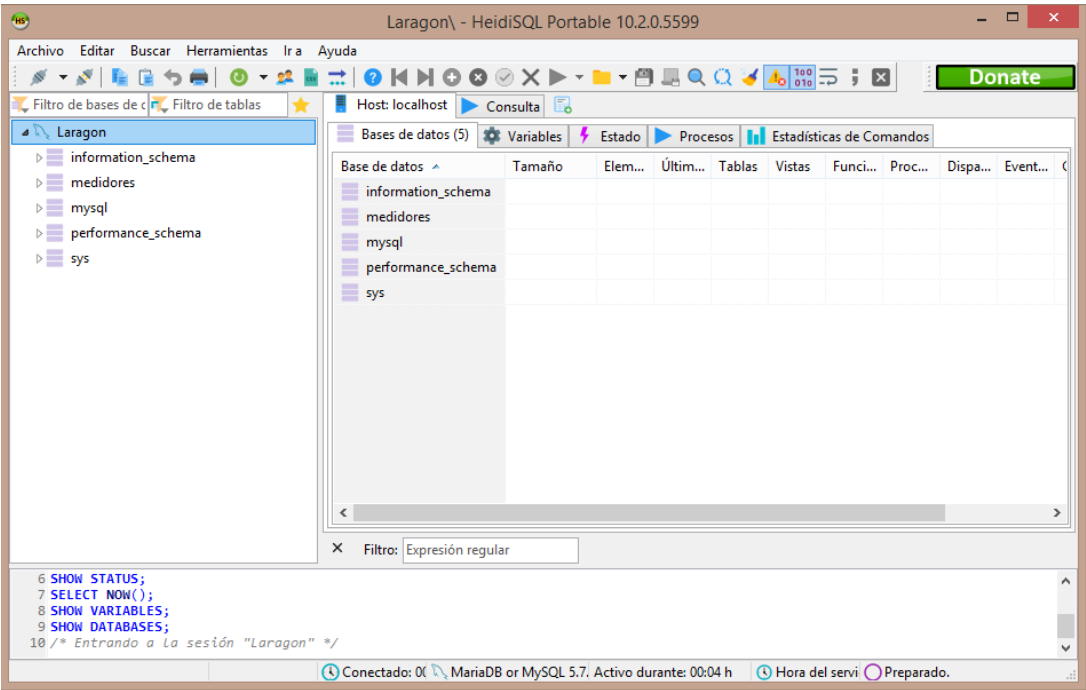 HS
Laragon\ - HeidiSQL Portable 10.2.0.5599
Archivo Editar Buscar Herramientas Ir a Ayuda
Donate
Filtro de bases de Filtro de tablas
Host: localhost Consulta
Laragon
information_schema
medidores
mysql
performance_schema
sys
Bases de datos (5) Variables Estado Procesos Estadísticas de Comandos
Base de datos Tamaño Elem... Últim... Tablas Vistas Funci... Proc... Dispa... Event...
information_schema
medidores
mysql
performance_schema
sys
Filtro: Expresión regular
6 SHOW STATUS;
7 SELECT NOW();
8 SHOW VARIABLES;
9 SHOW DATABASES;
10 /* Entrando a la sesión "Laragon" */
Conectado: MariaDB or MySQL 5.7. Activo durante: 00:04 h Hora del servi Preparado.